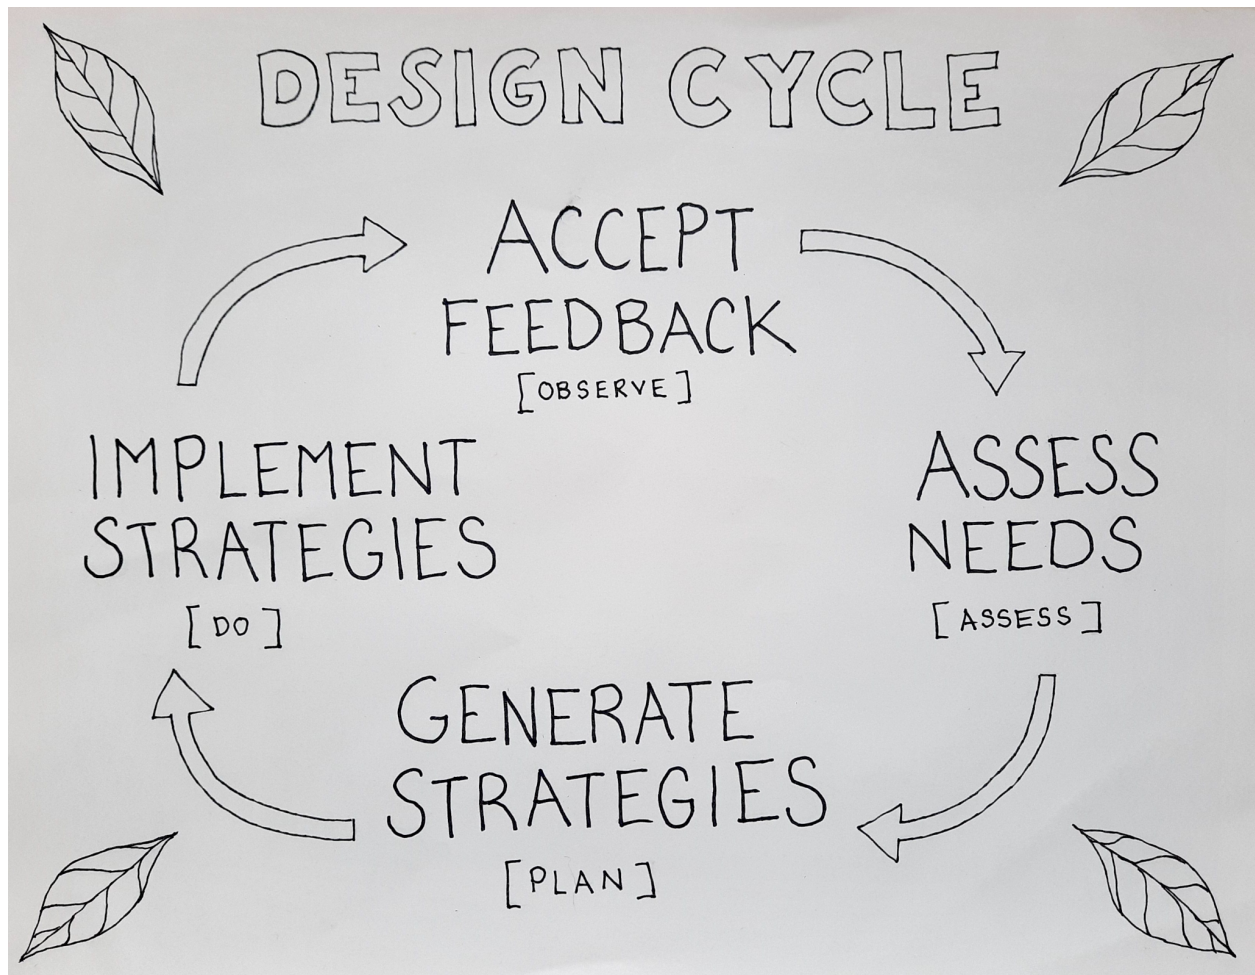 DESIGN CYCLE
ACCEPT
FEEDBACK
[OBSERVE]
ASSESS
NEEDS
[ASSESS]
GENERATE
STRATEGIES
[PLAN]
IMPLEMENT
STRATEGIES
[DO]